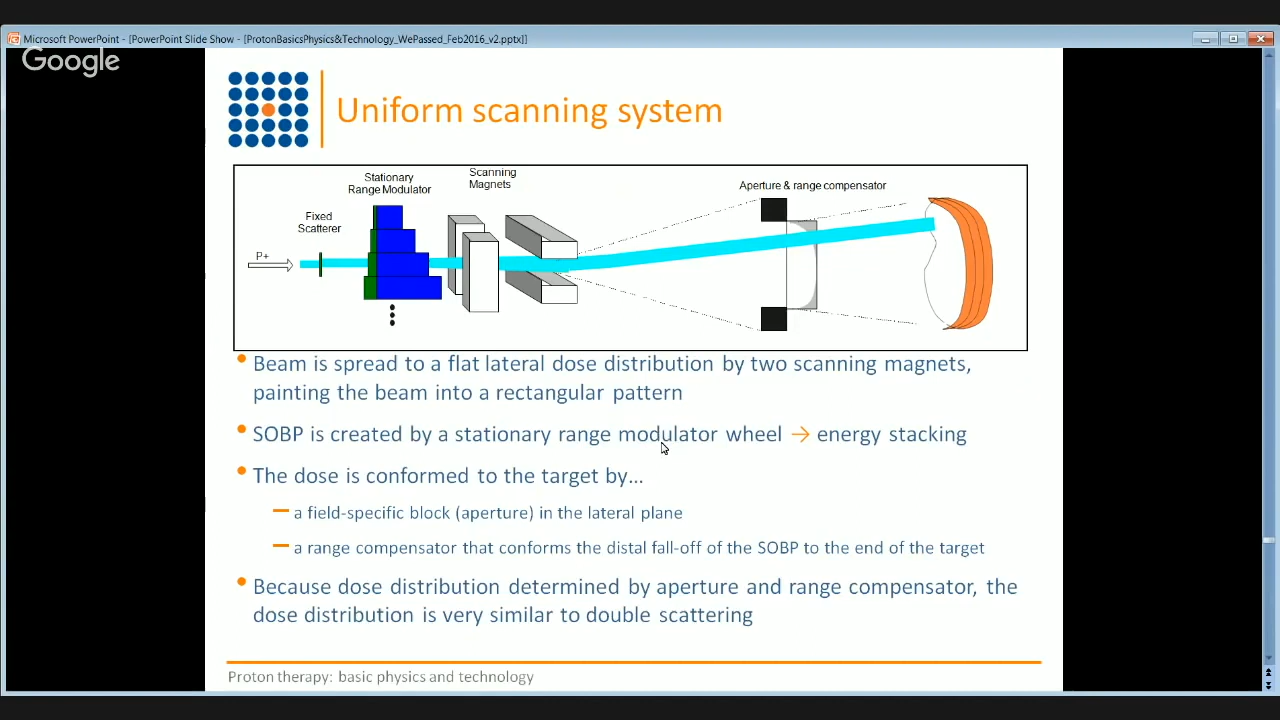 Microsoft PowerPoint - [PowerPoint Slide Show - [ProtonBasicsPhysics&Technology_WePassed_Feb2016_v2.pptx]]
Google
Uniform scanning system
Stationary
Range Modulator
Scanning
Magnets
Aperture & range compensator
Fixed
Scatterer
P+
Beam is spread to a flat lateral dose distribution by two scanning magnets,
painting the beam into a rectangular pattern
SOBP is created by a stationary range modulator wheel → energy stacking
The dose is conformed to the target by…
a field-specific block (aperture) in the lateral plane
a range compensator that conforms the distal fall-off of the SOBP to the end of the target
Because dose distribution determined by aperture and range compensator, the
dose distribution is very similar to double scattering
Proton therapy: basic physics and technology